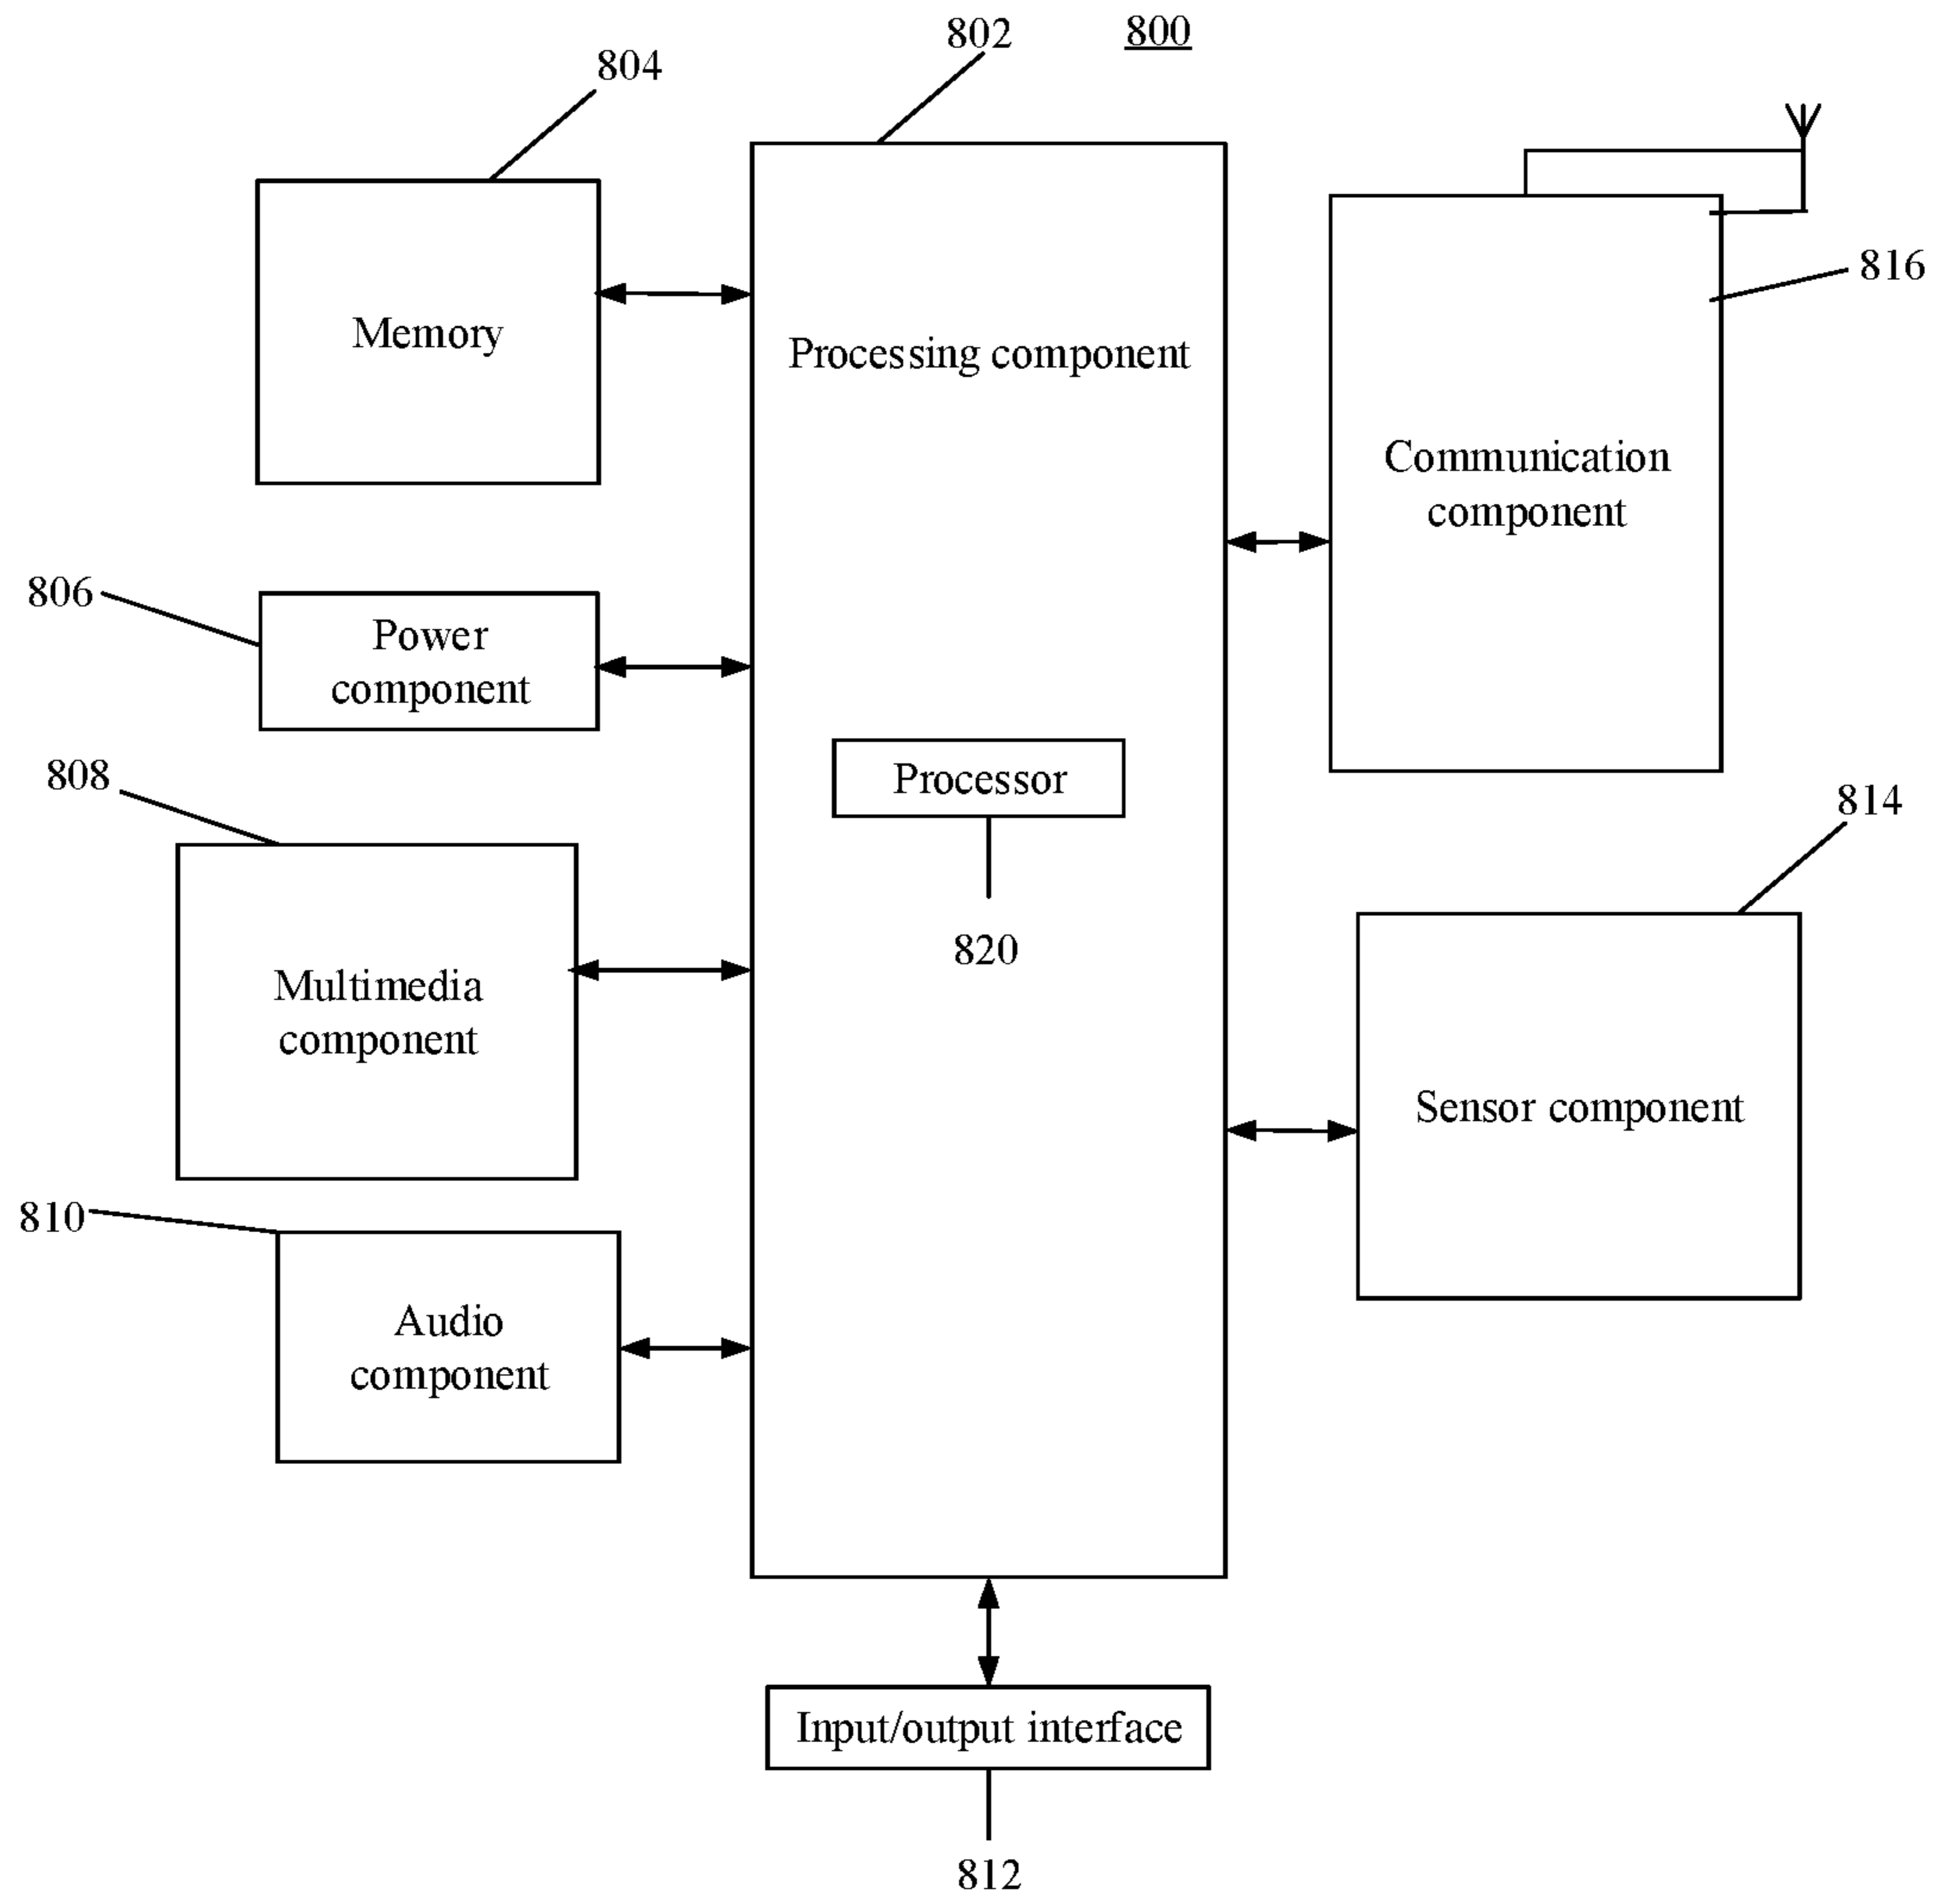 802
800
804
816
Memory
Processing component
Communication
component
806
Power
component
808
Processor
814
820
Multimedia
component
Sensor component
810
Audio
component
Input/output interface
812